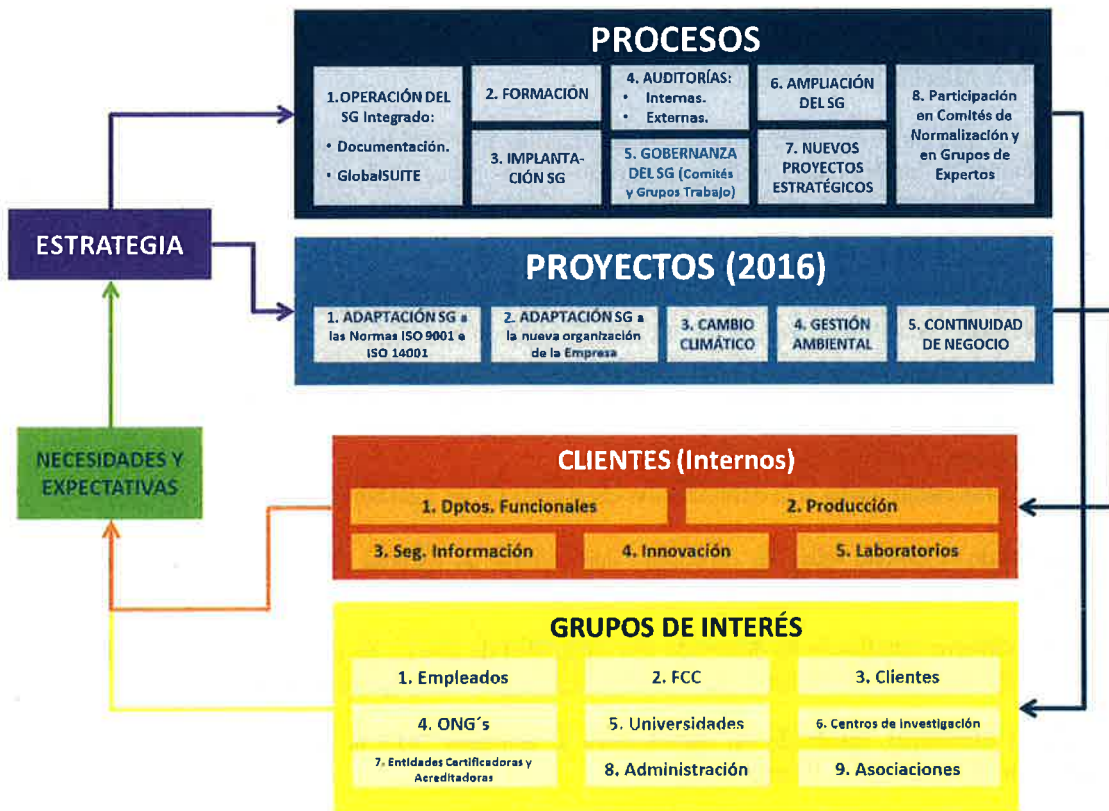 PROCESOS
1.OPERACIÓN DEL
SG Integrado:
• Documentación.
• GlobalSUITE
2. FORMACIÓN
3. IMPLANTA-
CIÓN SG
4. AUDITORÍAS:
• Internas.
• Externas.
5. GOBERNANZA
DEL SG (Comités
y Grupos Trabajo)
6. AMPLIACIÓN
DEL SG
7. NUEVOS
PROYECTOS
ESTRATÉGICOS
8. Participación
en Comités de
Normalización y
en Grupos de
Expertos
ESTRATEGIA
PROYECTOS (2016)
1. ADAPTACIÓN SG a
las Normas ISO 9001 e
ISO 14001
2. ADAPTACIÓN SG a
la nueva organización
de la Empresa
3. CAMBIO
CLIMÁTICO
4. GESTIÓN
AMBIENTAL
5. CONTINUIDAD
DE NEGOCIO
NECESIDADES Y
EXPECTATIVAS
CLIENTES (Internos)
1. Dptos. Funcionales
2. Producción
3. Seg. Información
4. Innovación
5. Laboratorios
GRUPOS DE INTERÉS
1. Empleados
2. FCC
3. Clientes
4. ONG´s
5. Universidades
6. Centros de investigación
7. Entidades Certificadoras y
Acreditadoras
8. Administración
9. Asociaciones